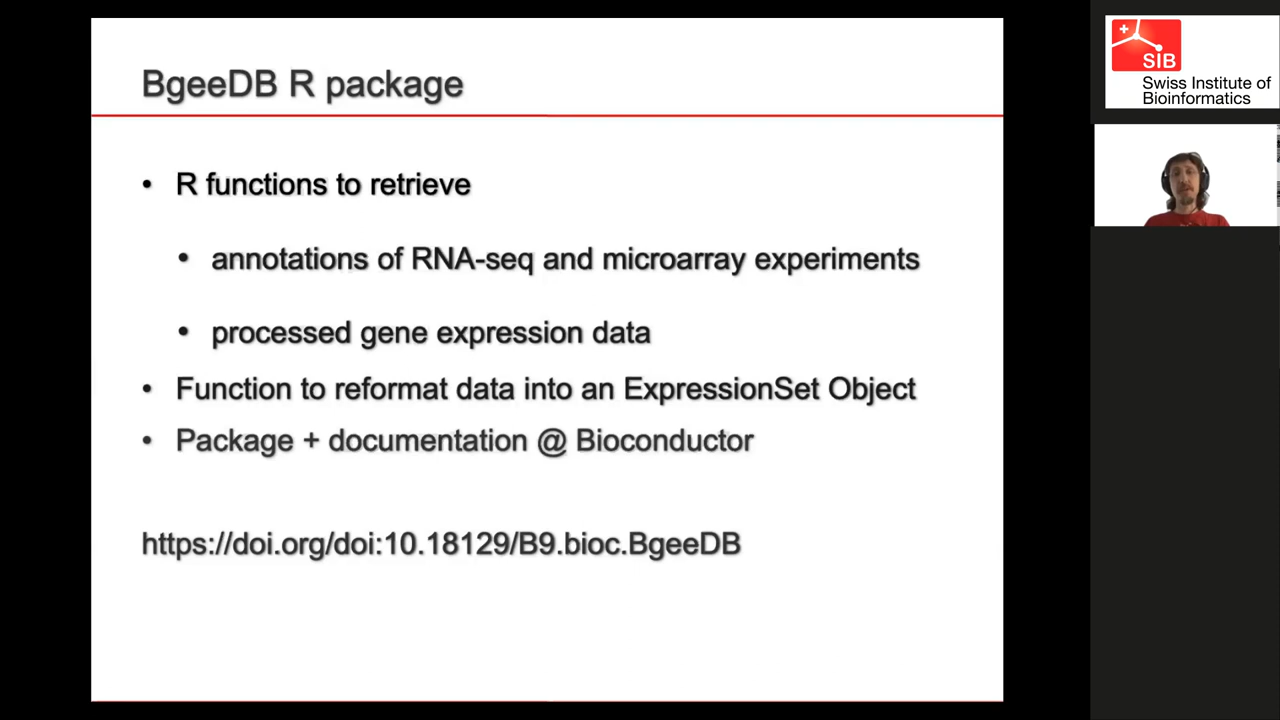 BgeeDB R package
• R functions to retrieve
• annotations of RNA-seq and microarray experiments
• processed gene expression data
• Function to reformat data into an ExpressionSet Object
• Package + documentation @ Bioconductor
https://doi.org/doi:10.18129/B9.bioc.BgeeDB
SIB
Swiss Institute of
Bioinformatics